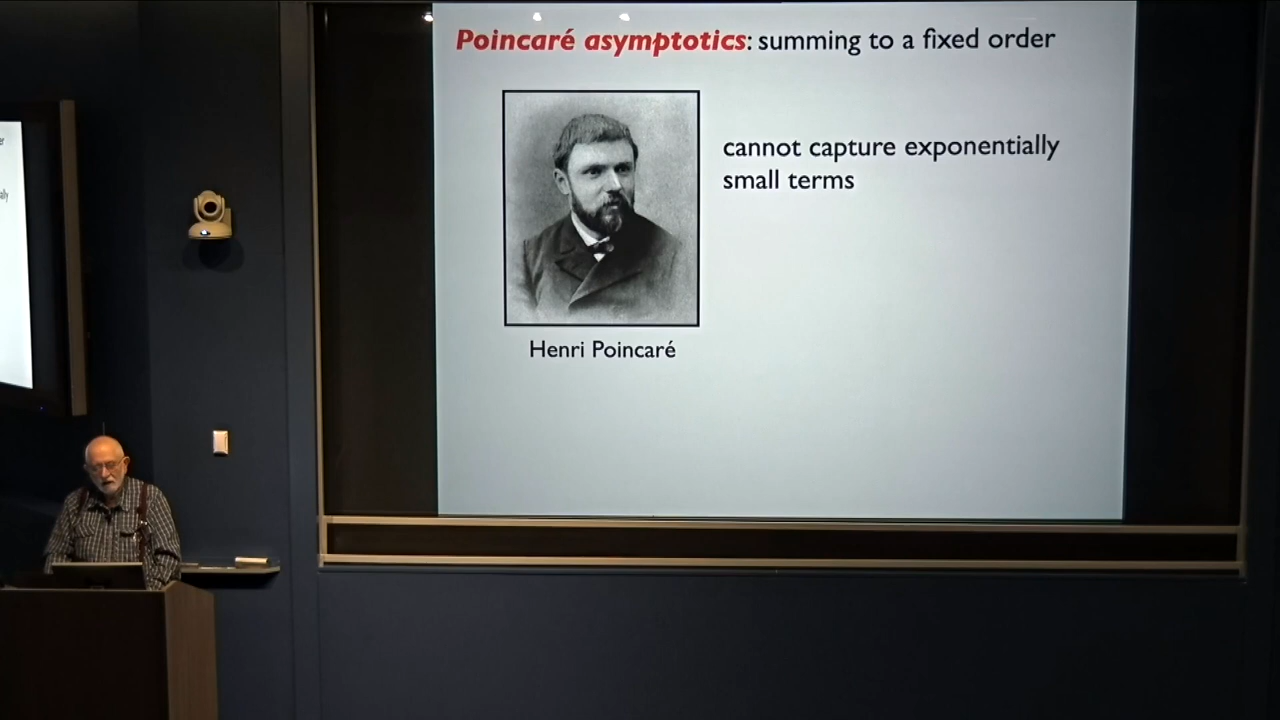 Poincaré asymptotics: summing to a fixed order
cannot capture exponentially
small terms
Henri Poincaré